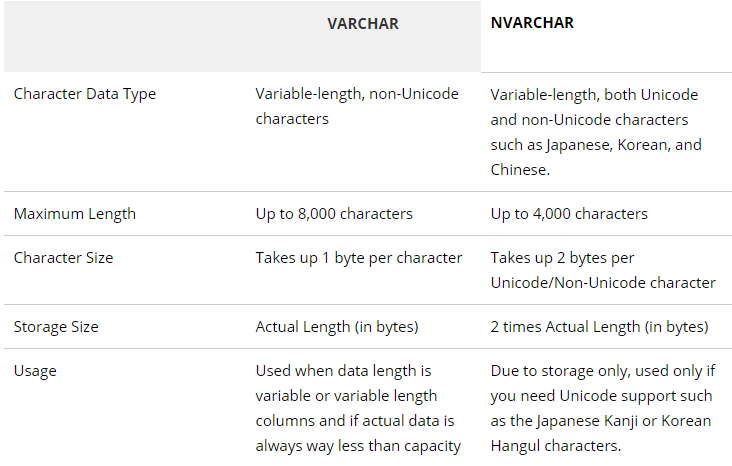 VARCHAR NVARCHAR
Character Data Type Variable-length, non-Unicode Variable-length, both Unicode
characters and non-Unicode characters
such as Japanese, Korean, and
Chinese.
Maximum Length Up to 8,000 characters Up to 4,000 characters
Character Size Takes up 1 byte per character Takes up 2 bytes per
Unicode/Non-Unicode character
Storage Size Actual Length (in bytes) 2 times Actual Length (in bytes)
Usage Used when data length is Due to storage only, used only if
variable or variable length you need Unicode support such
columns and if actual data is as the Japanese Kanji or Korean
always way less than capacity Hangul characters.